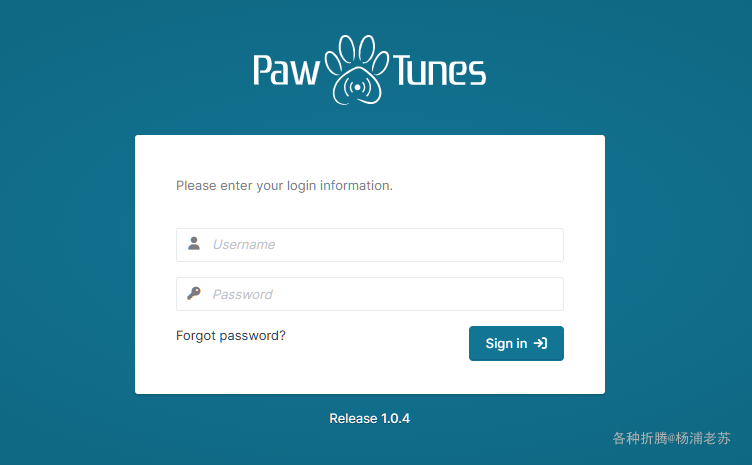 Paw Tunes
Please enter your login information.
Username
Password
Forgot password?
Sign in
Release 1.0.4
各种折腾@杨浦老苏